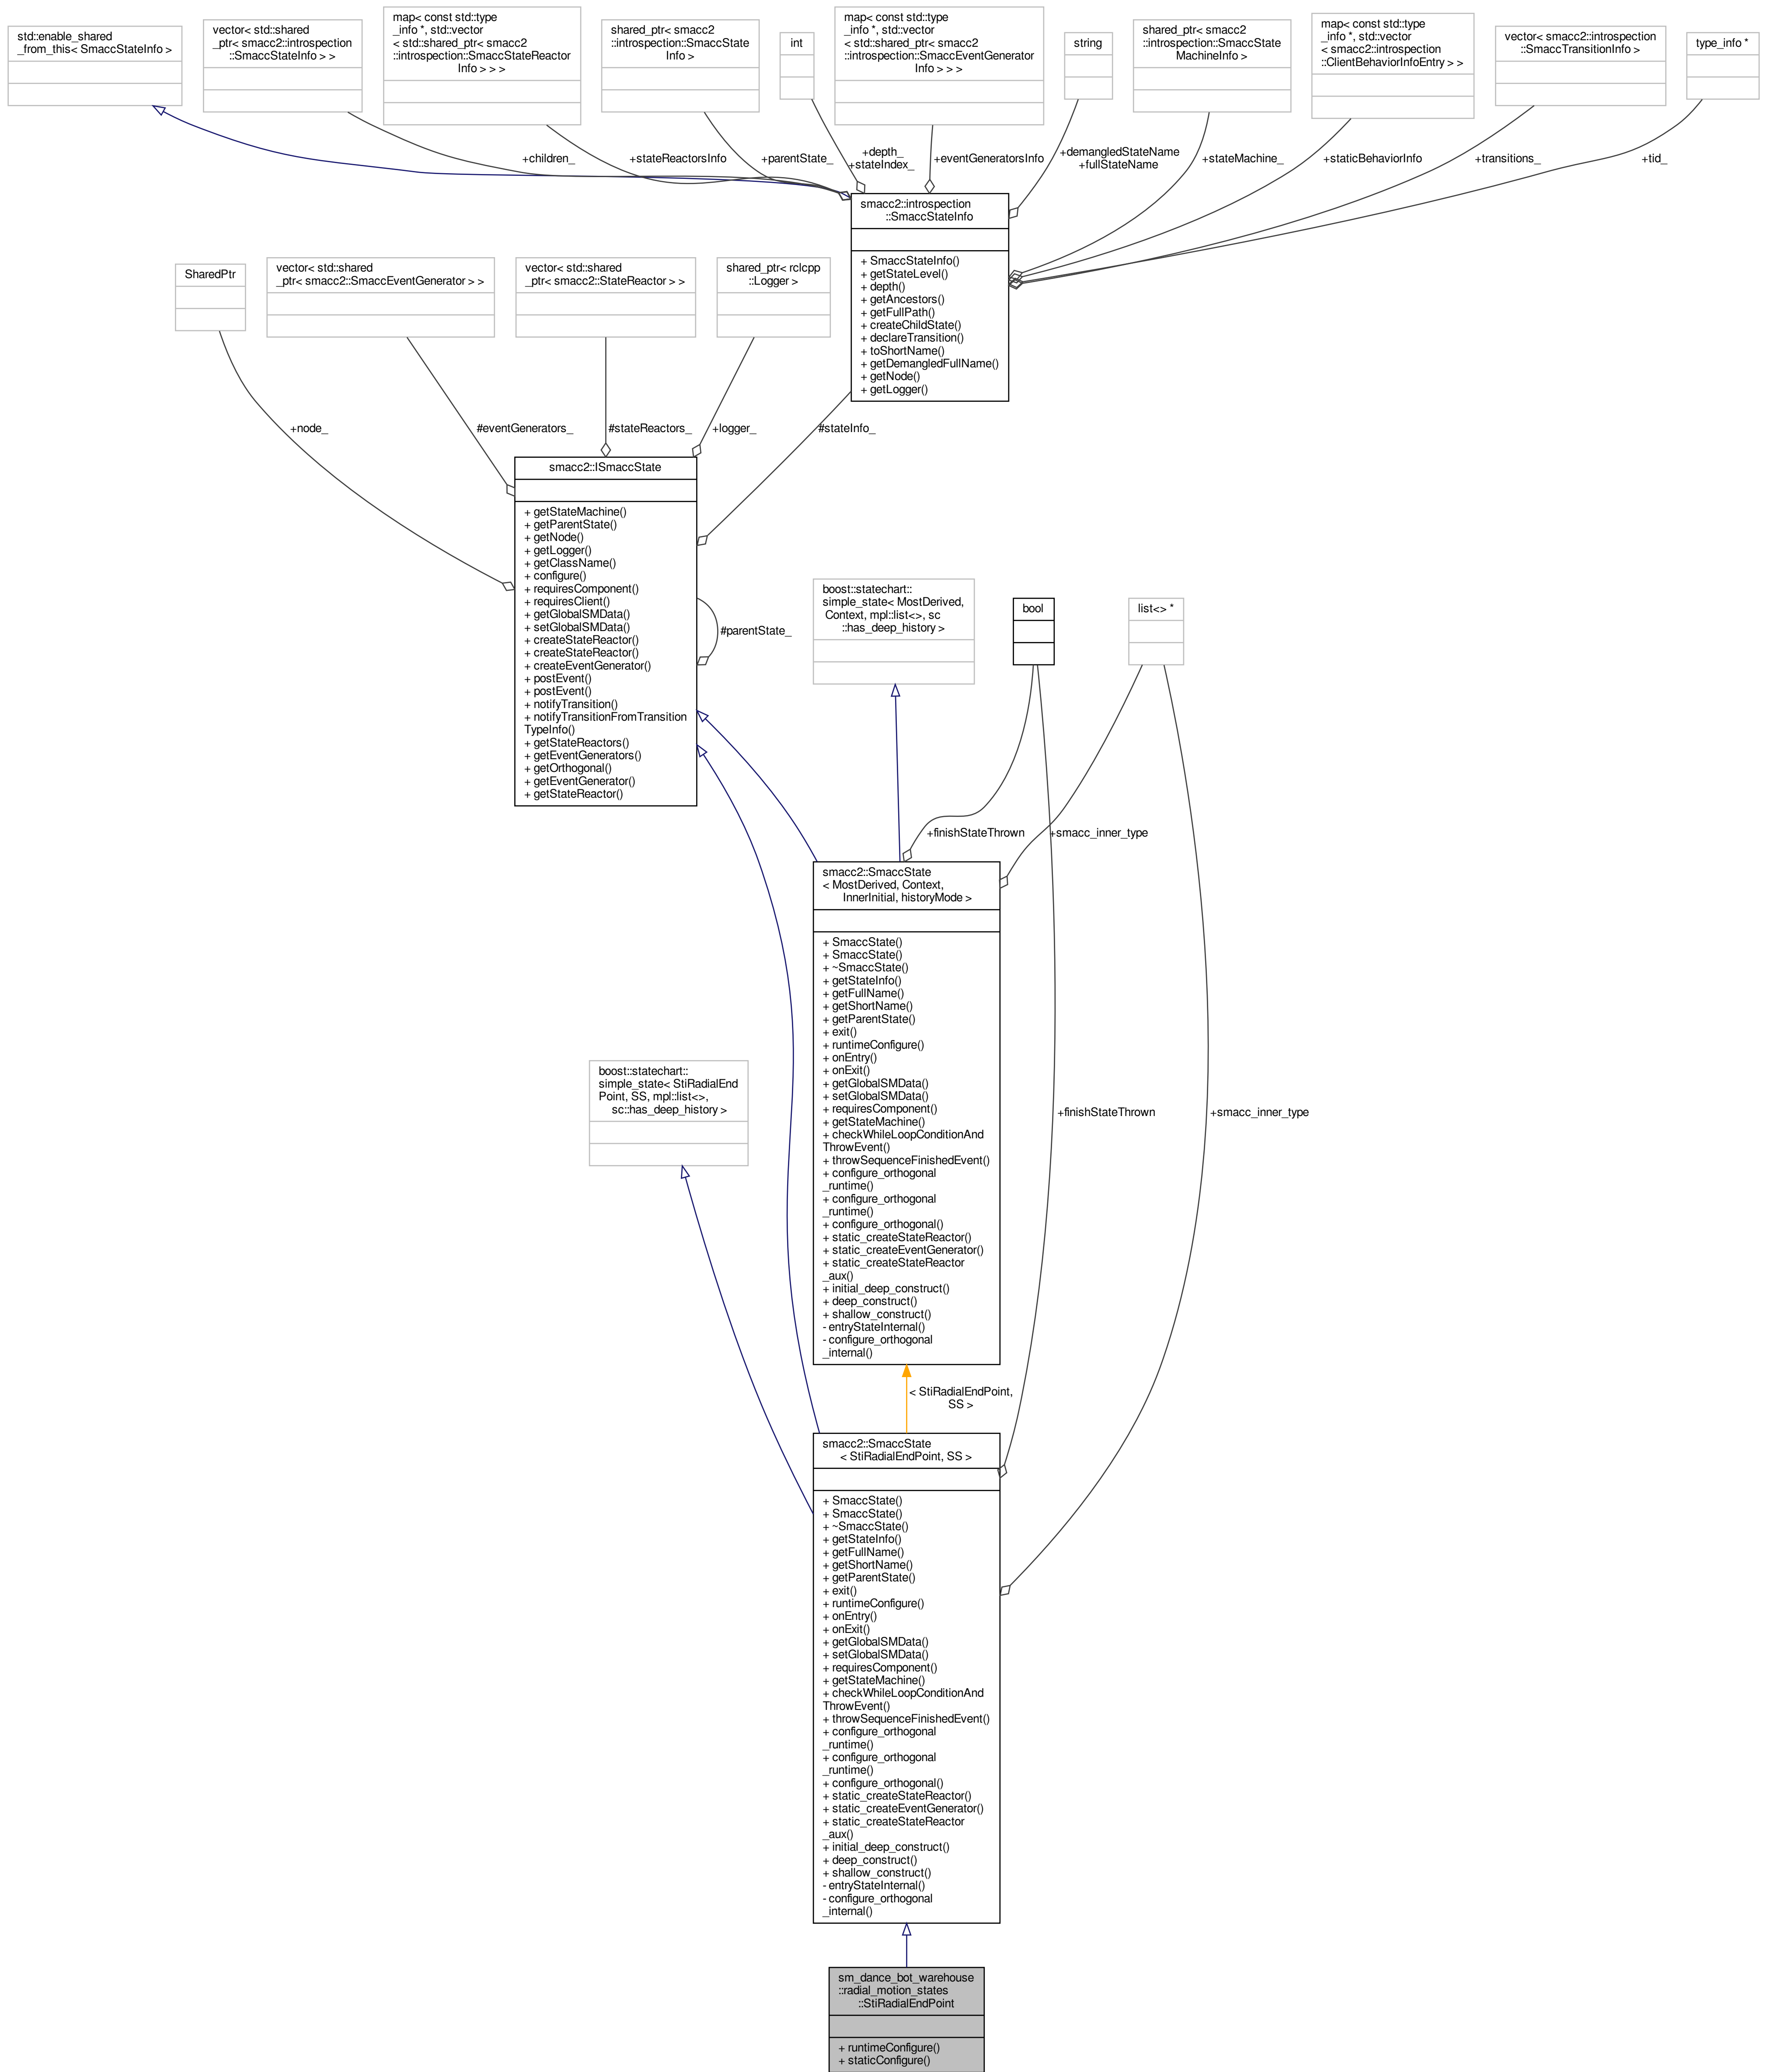 std::enable_shared
_from_this< SmaccStateInfo >
vector< std::shared
_ptr< smacc2::introspection
::SmaccStateInfo > >
map< const std::type
_info *, std::vector
< std::shared_ptr< smacc2
::introspection::SmaccStateReactor
Info > > >
shared_ptr< smacc2
::introspection::SmaccState
Info >
int
map< const std::type
_info *, std::vector
< std::shared_ptr< smacc2
::introspection::SmaccEventGenerator
Info > > >
string
shared_ptr< smacc2
::introspection::SmaccState
MachineInfo >
map< const std::type
_info *, std::vector
< smacc2::introspection
::ClientBehaviorInfoEntry > >
vector< smacc2::introspection
::SmaccTransitionInfo >
type_info *
+children_
+stateReactorsInfo
+parentState_
+depth_
+stateIndex_
+eventGeneratorsInfo
+demangledStateName
+fullStateName
+stateMachine_
+staticBehaviorInfo
+transitions_
+tid_
smacc2::introspection
::SmaccStateInfo
+ SmaccStateInfo()
+ getStateLevel()
+ depth()
+ getAncestors()
+ getFullPath()
+ createChildState()
+ declareTransition()
+ toShortName()
+ getDemangledFullName()
+ getNode()
+ getLogger()
SharedPtr
vector< std::shared
_ptr< smacc2::SmaccEventGenerator > >
vector< std::shared
_ptr< smacc2::StateReactor > >
shared_ptr< rclcpp
::Logger >
+node_
#eventGenerators_
#stateReactors_
+logger_
#stateInfo_
smacc2::ISmaccState
+ getStateMachine()
+ getParentState()
+ getNode()
+ getLogger()
+ getClassName()
+ configure()
+ requiresComponent()
+ requiresClient()
+ getGlobalSMData()
+ setGlobalSMData()
+ createStateReactor()
+ createStateReactor()
+ createEventGenerator()
+ postEvent()
+ postEvent()
+ notifyTransition()
+ notifyTransitionFromTransition
TypeInfo()
+ getStateReactors()
+ getEventGenerators()
+ getOrthogonal()
+ getEventGenerator()
+ getStateReactor()
#parentState_
boost::statechart::
simple_state< MostDerived,
Context, mpl::list<>, sc
::has_deep_history >
bool
list<> *
+finishStateThrown
+smacc_inner_type
smacc2::SmaccState
< MostDerived, Context,
InnerInitial, historyMode >
+ SmaccState()
+ SmaccState()
+ ~SmaccState()
+ getStateInfo()
+ getFullName()
+ getShortName()
+ getParentState()
+ exit()
+ runtimeConfigure()
+ onEntry()
+ onExit()
+ getGlobalSMData()
+ setGlobalSMData()
+ requiresComponent()
+ getStateMachine()
+ checkWhileLoopConditionAnd
ThrowEvent()
+ throwSequenceFinishedEvent()
+ configure_orthogonal
_runtime()
+ configure_orthogonal
_runtime()
+ configure_orthogonal()
+ static_createStateReactor()
+ static_createEventGenerator()
+ static_createStateReactor
_aux()
+ initial_deep_construct()
+ deep_construct()
+ shallow_construct()
- entryStateInternal()
- configure_orthogonal
_internal()
boost::statechart::
simple_state< StiRadialEnd
Point, SS, mpl::list<>,
sc::has_deep_history >
+finishStateThrown
+smacc_inner_type
< StiRadialEndPoint,
SS >
smacc2::SmaccState
< StiRadialEndPoint, SS >
+ SmaccState()
+ SmaccState()
+ ~SmaccState()
+ getStateInfo()
+ getFullName()
+ getShortName()
+ getParentState()
+ exit()
+ runtimeConfigure()
+ onEntry()
+ onExit()
+ getGlobalSMData()
+ setGlobalSMData()
+ requiresComponent()
+ getStateMachine()
+ checkWhileLoopConditionAnd
ThrowEvent()
+ throwSequenceFinishedEvent()
+ configure_orthogonal
_runtime()
+ configure_orthogonal
_runtime()
+ configure_orthogonal()
+ static_createStateReactor()
+ static_createEventGenerator()
+ static_createStateReactor
_aux()
+ initial_deep_construct()
+ deep_construct()
+ shallow_construct()
- entryStateInternal()
- configure_orthogonal
_internal()
sm_dance_bot_warehouse
::radial_motion_states
::StiRadialEndPoint
+ runtimeConfigure()
+ staticConfigure()